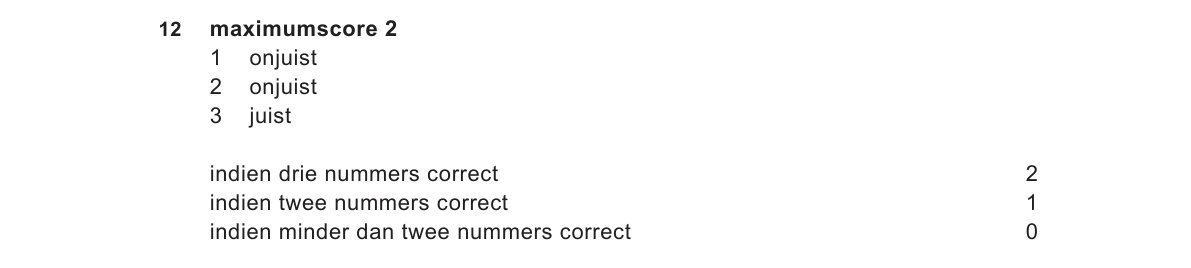 12 maximumscore 2
1 onjuist
2 onjuist
3 juist
indien drie nummers correct 2
indien twee nummers correct 1
indien minder dan twee nummers correct 0